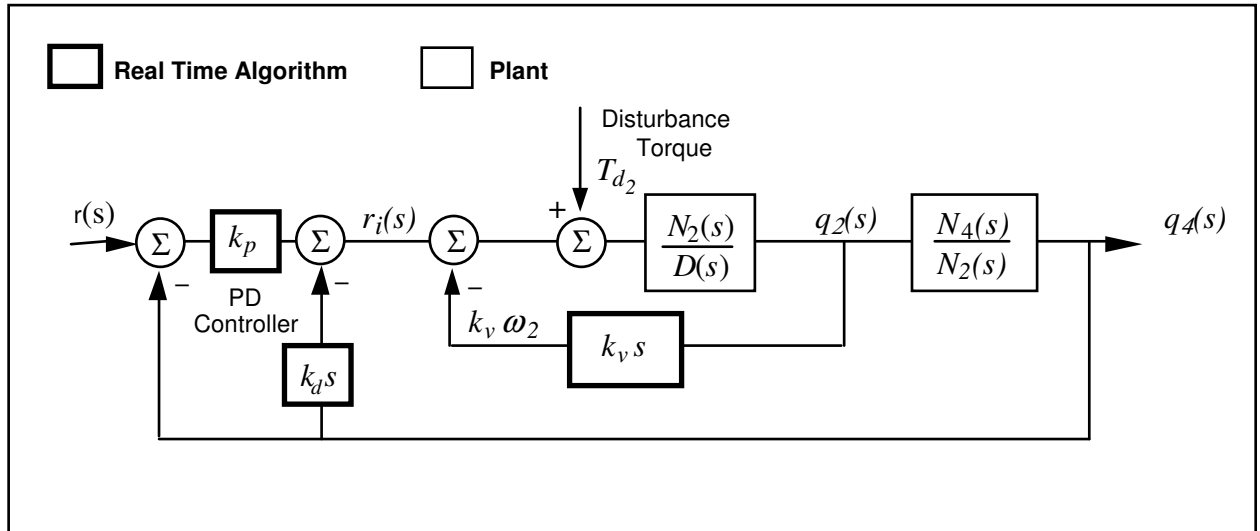 Real Time Algorithm
Plant
Disturbance
Torque
T_{d_2}
r(s)
Σ
−
k_p
PD
Controller
Σ
−
k_d s
r_i(s)
Σ
−
k_v ω_2
+
Σ
N_2(s)
D(s)
q_2(s)
k_v s
N_4(s)
N_2(s)
q_4(s)